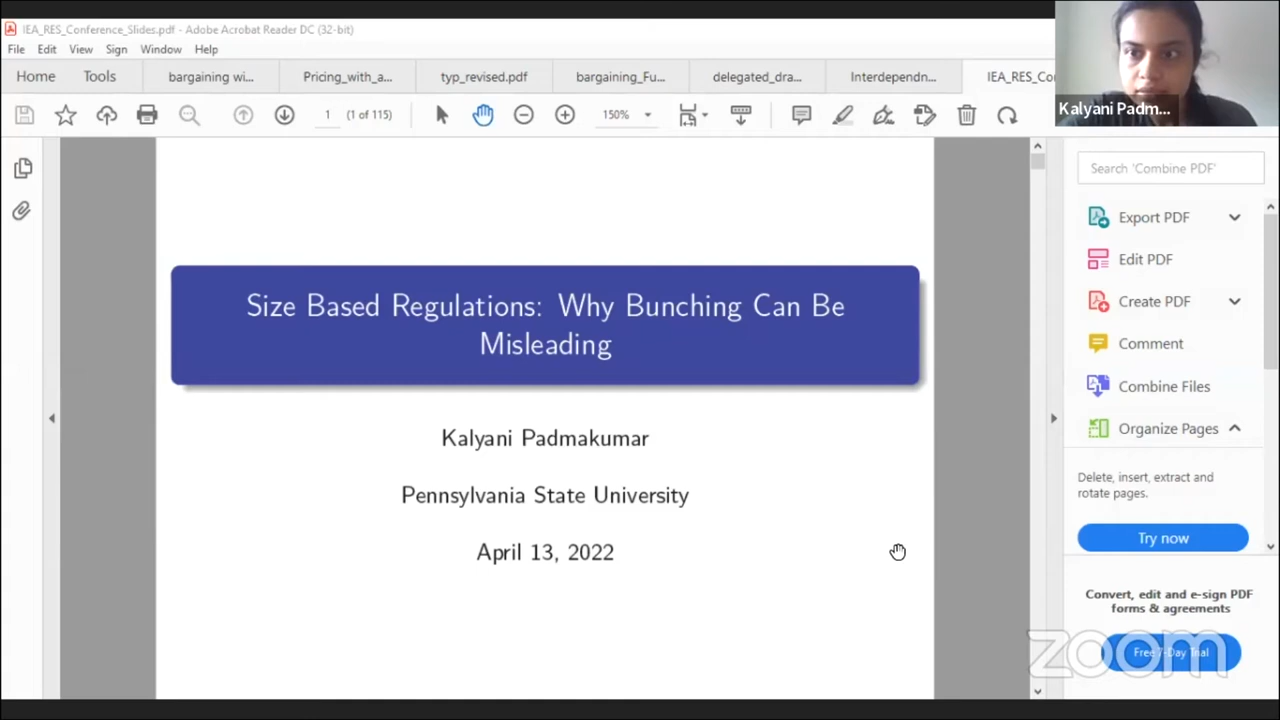 iEA_RES_Conference_Slides.pdf - Adobe Acrobat Reader DC (32-bit)
File Edit View Sign Window Help
Home Tools bargaining wi... Pricing_with_a... typ_revised.pdf bargaining_Fu... delegated_dra... Interdependn... iEA_RES_Co
1 (1 of 115) 150%
Kalyani Padm...
Search 'Combine PDF'
Export PDF
Edit PDF
Create PDF
Comment
Combine Files
Organize Pages
Delete, insert, extract and
rotate pages.
Try now
Convert, edit and e-sign PDF
forms & agreements
Free 7-Day Trial
zoom
Size Based Regulations: Why Bunching Can Be
Misleading
Kalyani Padmakumar
Pennsylvania State University
April 13, 2022